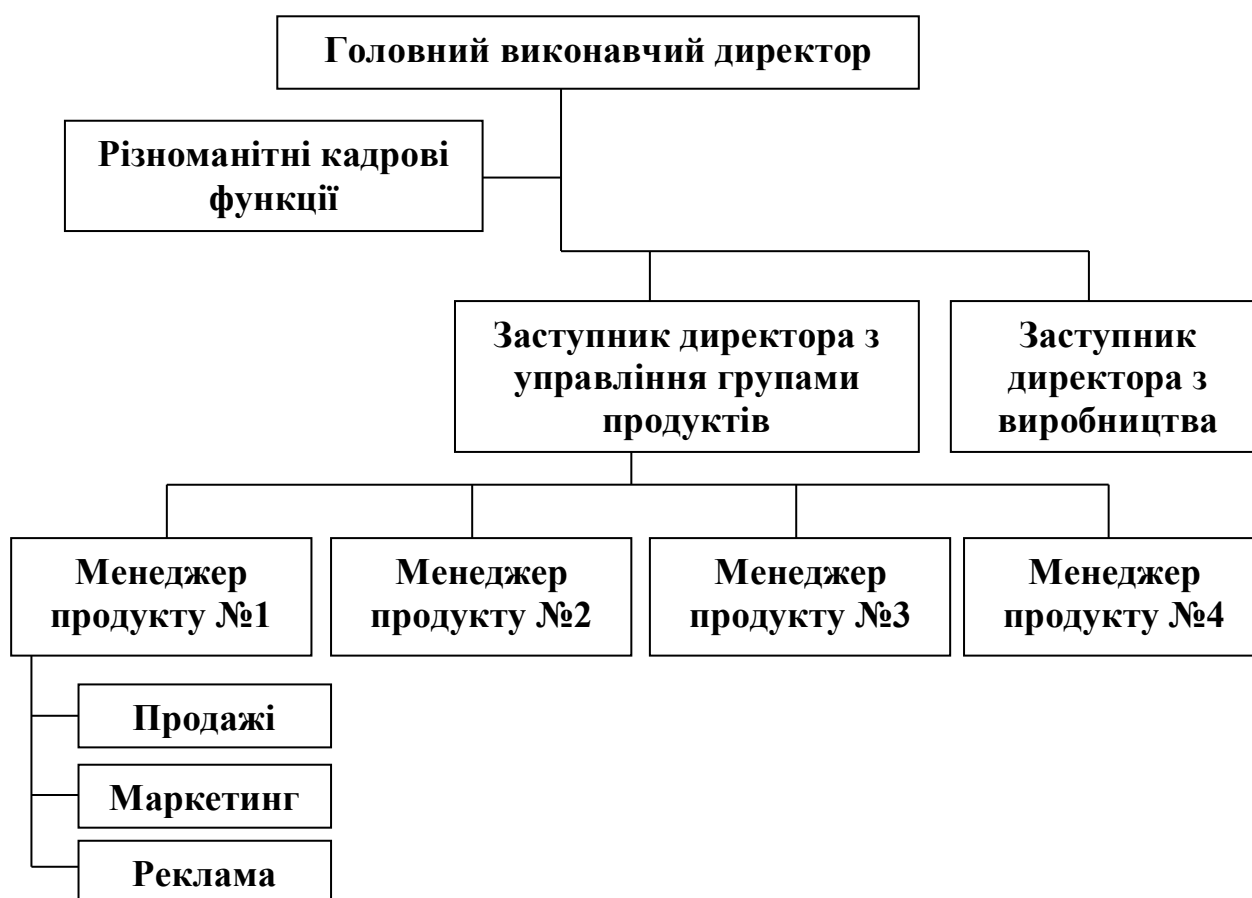 Головний виконавчий директор
Різноманітні кадрові
функції
Заступник директора з
управління групами
продуктів
Заступник
директора з
виробництва
Менеджер
продукту №1
Менеджер
продукту №2
Менеджер
продукту №3
Менеджер
продукту №4
Продажі
Маркетинг
Реклама